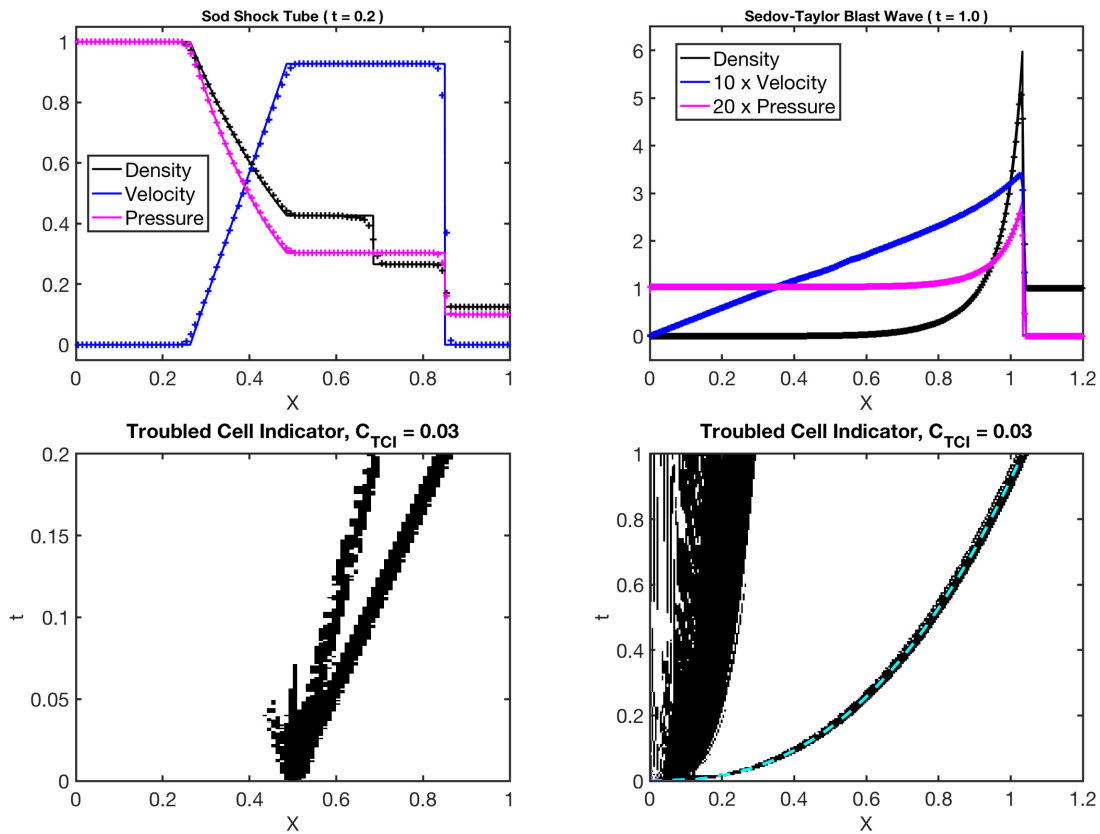 Sod Shock Tube ( t = 0.2 )
1
0.8
0.6
0.4
0.2
0
Density
Velocity
Pressure
0 0.2 0.4 0.6 0.8 1
X
Sedov-Taylor Blast Wave ( t = 1.0 )
6
5
4
3
2
1
0
Density
10 x Velocity
20 x Pressure
0 0.2 0.4 0.6 0.8 1 1.2
X
Troubled Cell Indicator, C_TCI = 0.03
0.2
0.15
0.1
0.05
0
t
0 0.2 0.4 0.6 0.8 1
X
Troubled Cell Indicator, C_TCI = 0.03
1
0.8
0.6
0.4
0.2
0
t
0 0.2 0.4 0.6 0.8 1 1.2
X